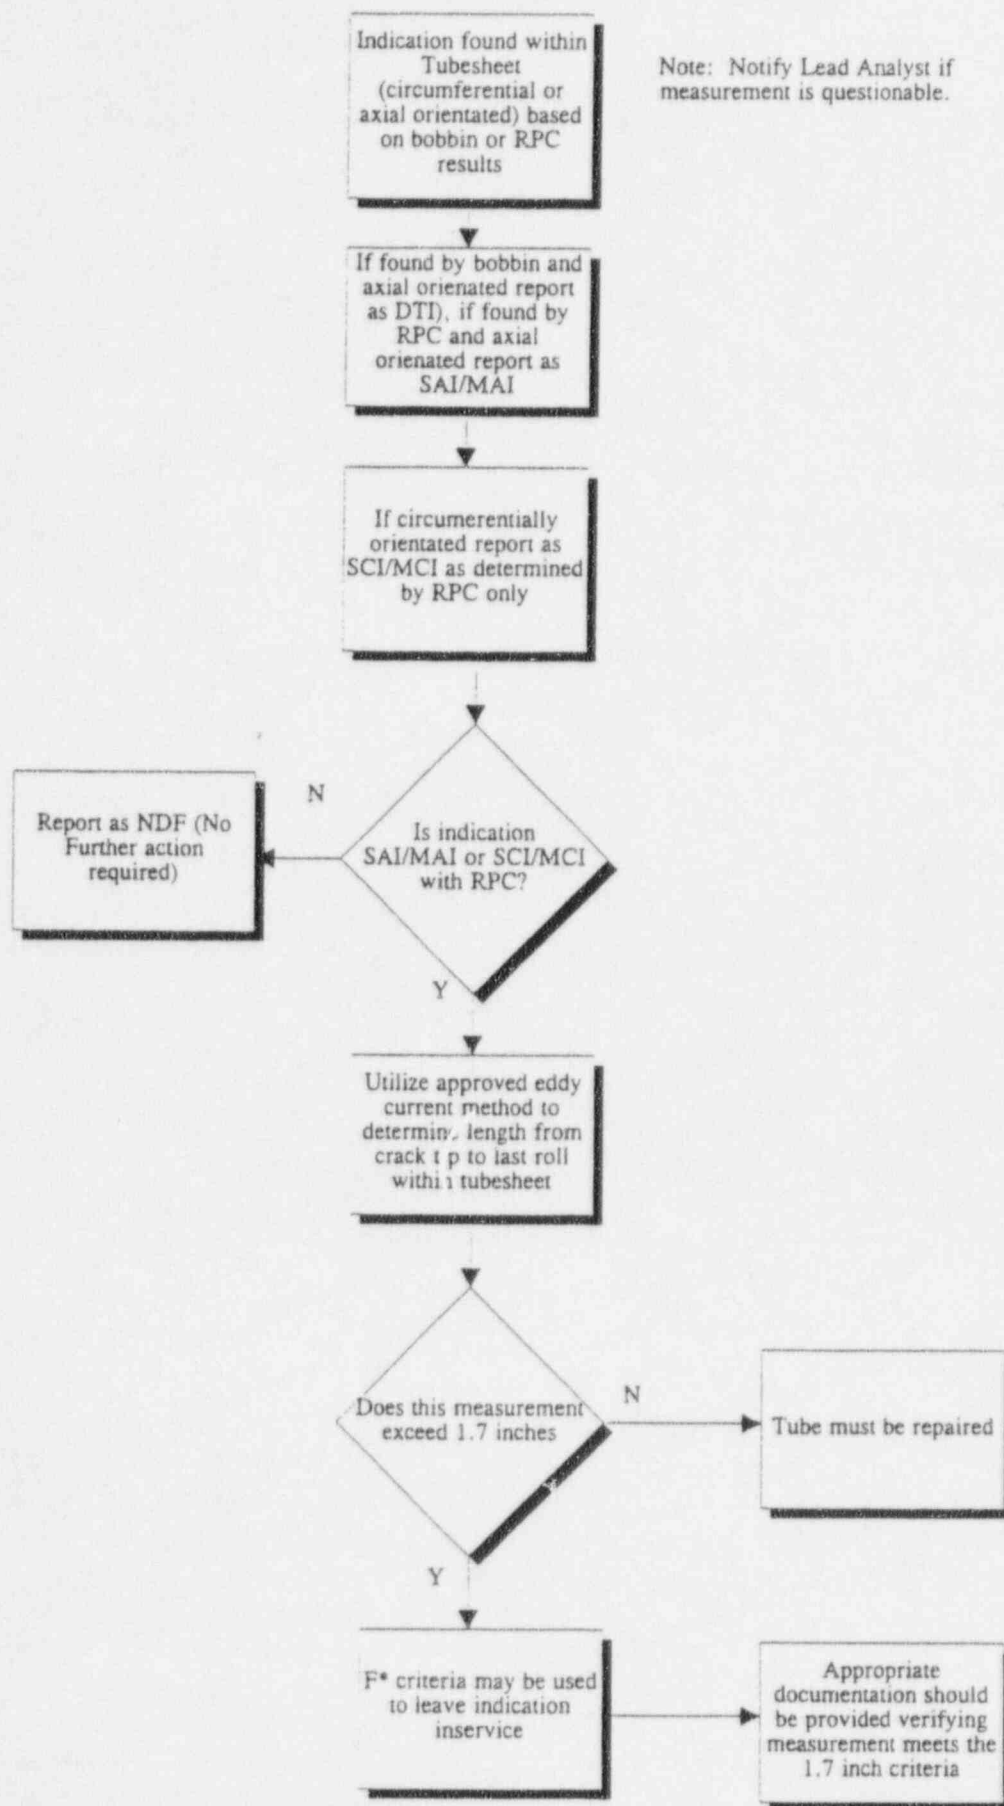 Indication found within
Tubesheet
(circumferential or
axial orientated) based
on bobbin or RPC
results
Note: Notify Lead Analyst if
measurement is questionable.
If found by bobbin and
axial orienated report
as DTI), if found by
RPC and axial
orienated report as
SAI/MAI
If circumerentially
orientated report as
SCI/MCI as determined
by RPC only
N
Report as NDF (No
Further action
required)
Is indication
SAI/MAI or SCI/MCI
with RPC?
Y
Utilize approved eddy
current method to
determine length from
crack tip to last roll
within tubesheet
Does this measurement
exceed 1.7 inches
N
Tube must be repaired
Y
F* criteria may be used
to leave indication
inservice
Appropriate
documentation should
be provided verifying
measurement meets the
1.7 inch criteria